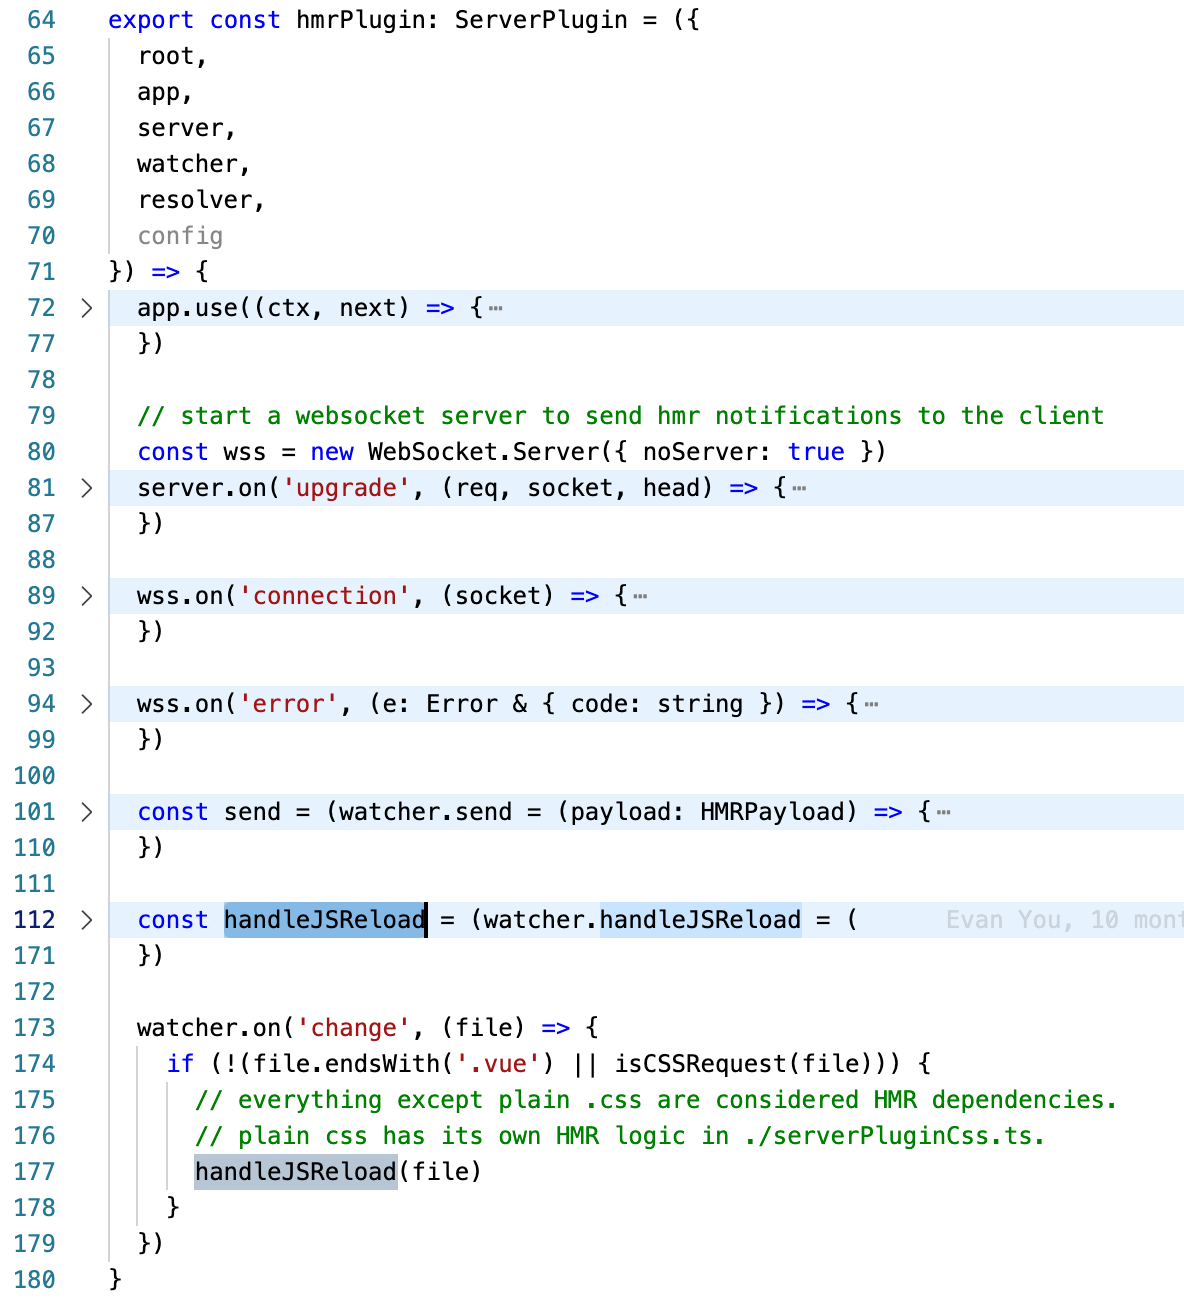 64 export const hmrPlugin: ServerPlugin = ({
65 root,
66 app,
67 server,
68 watcher,
69 resolver,
70 config
71 }) => {
72 > app.use((ctx, next) => {⋯
77 })
78
79 // start a websocket server to send hmr notifications to the client
80 const wss = new WebSocket.Server({ noServer: true })
81 > server.on('upgrade', (req, socket, head) => {⋯
87 })
88
89 > wss.on('connection', (socket) => {⋯
92 })
93
94 > wss.on('error', (e: Error & { code: string }) => {⋯
99 })
100
101 > const send = (watcher.send = (payload: HMRPayload) => {⋯
110 })
111
112 > const handleJSReload = (watcher.handleJSReload = ( Evan You, 10 mont
171 })
172
173 watcher.on('change', (file) => {
174 if (!(file.endsWith('.vue') || isCSSRequest(file))) {
175 // everything except plain .css are considered HMR dependencies.
176 // plain css has its own HMR logic in ./serverPluginCss.ts.
177 handleJSReload(file)
178 }
179 })
180 }